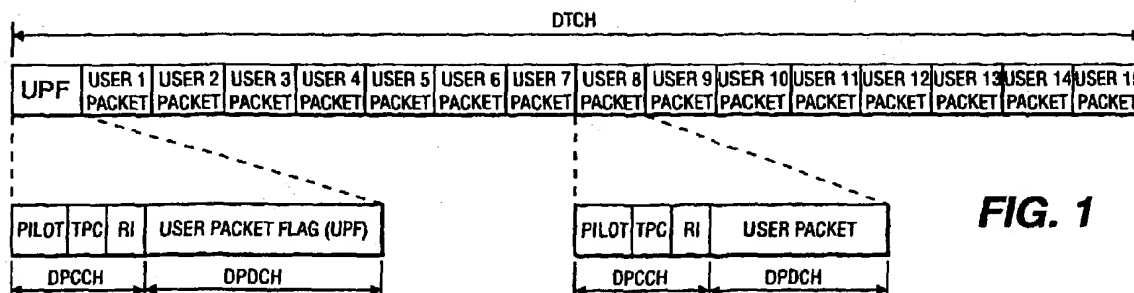 DTCH
UPF USER 1 PACKET USER 2 PACKET USER 3 PACKET USER 4 PACKET USER 5 PACKET USER 6 PACKET USER 7 PACKET USER 8 PACKET USER 9 PACKET USER 10 PACKET USER 11 PACKET USER 12 PACKET USER 13 PACKET USER 14 PACKET USER 15 PACKET
PILOT TPC RI USER PACKET FLAG (UPF)
DPCCH DPDCH
PILOT TPC RI USER PACKET
DPCCH DPDCH
FIG. 1